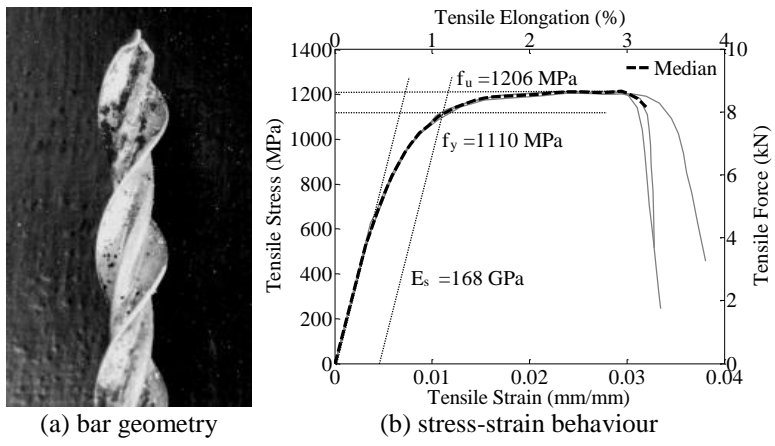 Tensile Elongation (%)
0 1 2 3 4
1400
1200
1000
800
600
400
200
0
Tensile Stress (MPa)
f_u =1206 MPa
Median
f_y =1110 MPa
E_s =168 GPa
10
8
6
4
2
0
Tensile Force (kN)
0 0.01 0.02 0.03 0.04
Tensile Strain (mm/mm)
(a) bar geometry
(b) stress-strain behaviour